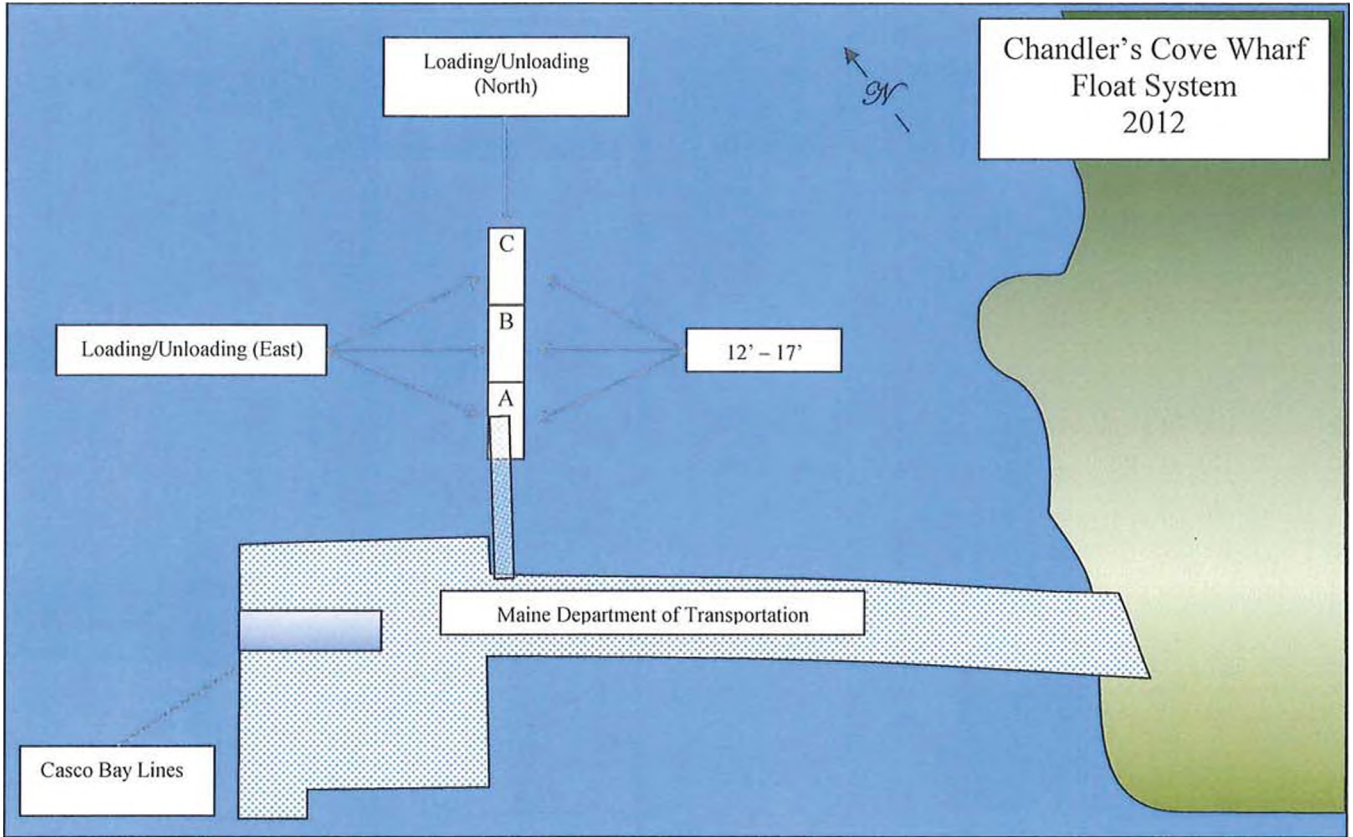 Loading/Unloading
(North)
N
Chandler's Cove Wharf
Float System
2012
C
B
A
Loading/Unloading (East)
12' – 17'
Maine Department of Transportation
Casco Bay Lines